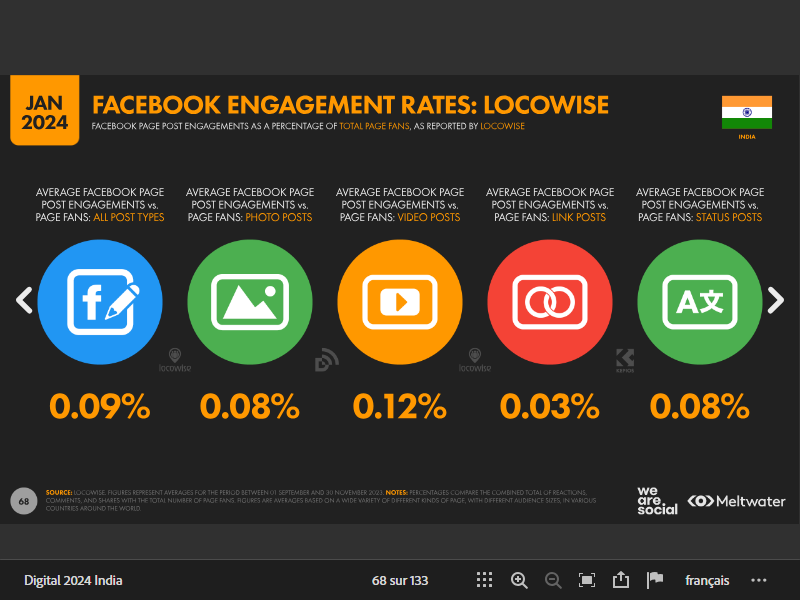 JAN
2024
FACEBOOK ENGAGEMENT RATES: LOCOWISE
FACEBOOK PAGE POST ENGAGEMENTS AS A PERCENTAGE OF TOTAL PAGE FANS, AS REPORTED BY LOCOWISE
INDIA
AVERAGE FACEBOOK PAGE
POST ENGAGEMENTS vs.
PAGE FANS: ALL POST TYPES
AVERAGE FACEBOOK PAGE
POST ENGAGEMENTS vs.
PAGE FANS: PHOTO POSTS
AVERAGE FACEBOOK PAGE
POST ENGAGEMENTS vs.
PAGE FANS: VIDEO POSTS
AVERAGE FACEBOOK PAGE
POST ENGAGEMENTS vs.
PAGE FANS: LINK POSTS
AVERAGE FACEBOOK PAGE
POST ENGAGEMENTS vs.
PAGE FANS: STATUS POSTS
f
A文
locowise
locowise
KEPIOS
0.09%
0.08%
0.12%
0.03%
0.08%
68
SOURCE: LOCOWISE. FIGURES REPRESENT AVERAGES FOR THE PERIOD BETWEEN 01 SEPTEMBER AND 30 NOVEMBER 2023. NOTES: PERCENTAGES COMPARE THE COMBINED TOTAL OF REACTIONS,
COMMENTS, AND SHARES WITH THE TOTAL NUMBER OF PAGE FANS. FIGURES ARE AVERAGES BASED ON A WIDE VARIETY OF DIFFERENT KINDS OF PAGE, WITH DIFFERENT AUDIENCE SIZES, IN VARIOUS
COUNTRIES AROUND THE WORLD.
we
are.
social
Meltwater
Digital 2024 India
68 sur 133
français